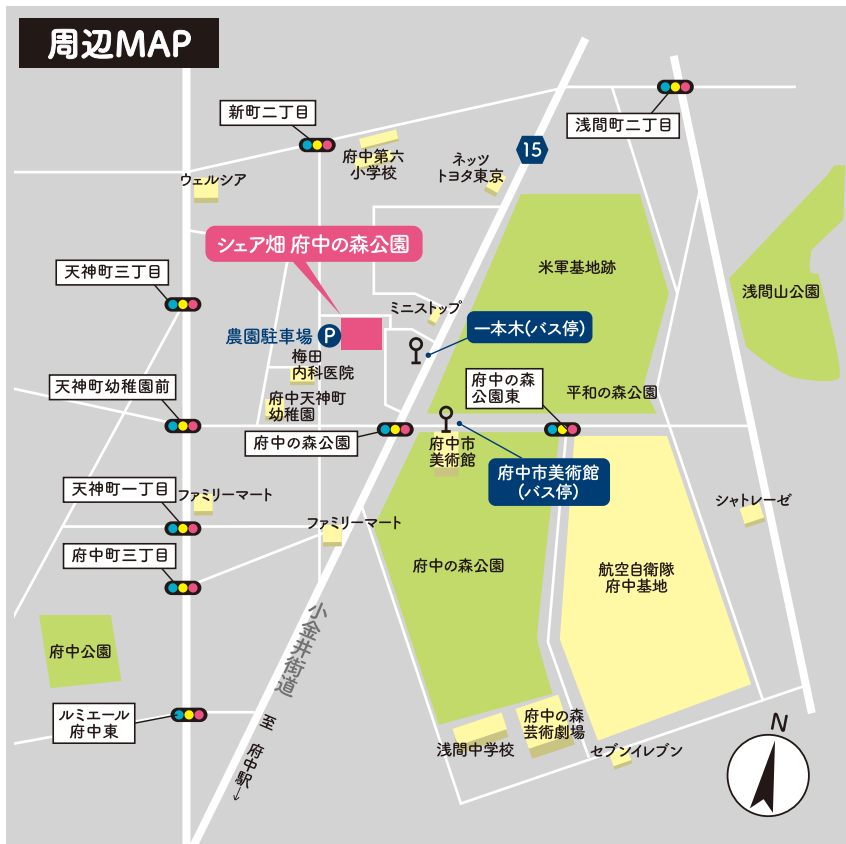 周辺MAP
新町二丁目
浅間町二丁目
15
府中第六
小学校
ネッツ
トヨタ東京
ウェルシア
シェア畑 府中の森公園
天神町三丁目
米軍基地跡
浅間山公園
ミニストップ
農園駐車場
P
一本木(バス停)
梅田
内科医院
天神町幼稚園前
府中の森
公園東
平和の森公園
府中天神町
幼稚園
府中の森公園
府中市
美術館
府中市美術館
(バス停)
天神町一丁目
ファミリーマート
シャトレーゼ
ファミリーマート
府中町三丁目
府中の森公園
航空自衛隊
府中基地
小金井街道
府中公園
ルミエール
府中東
至 府中駅→
府中の森
芸術劇場
浅間中学校
セブンイレブン
N